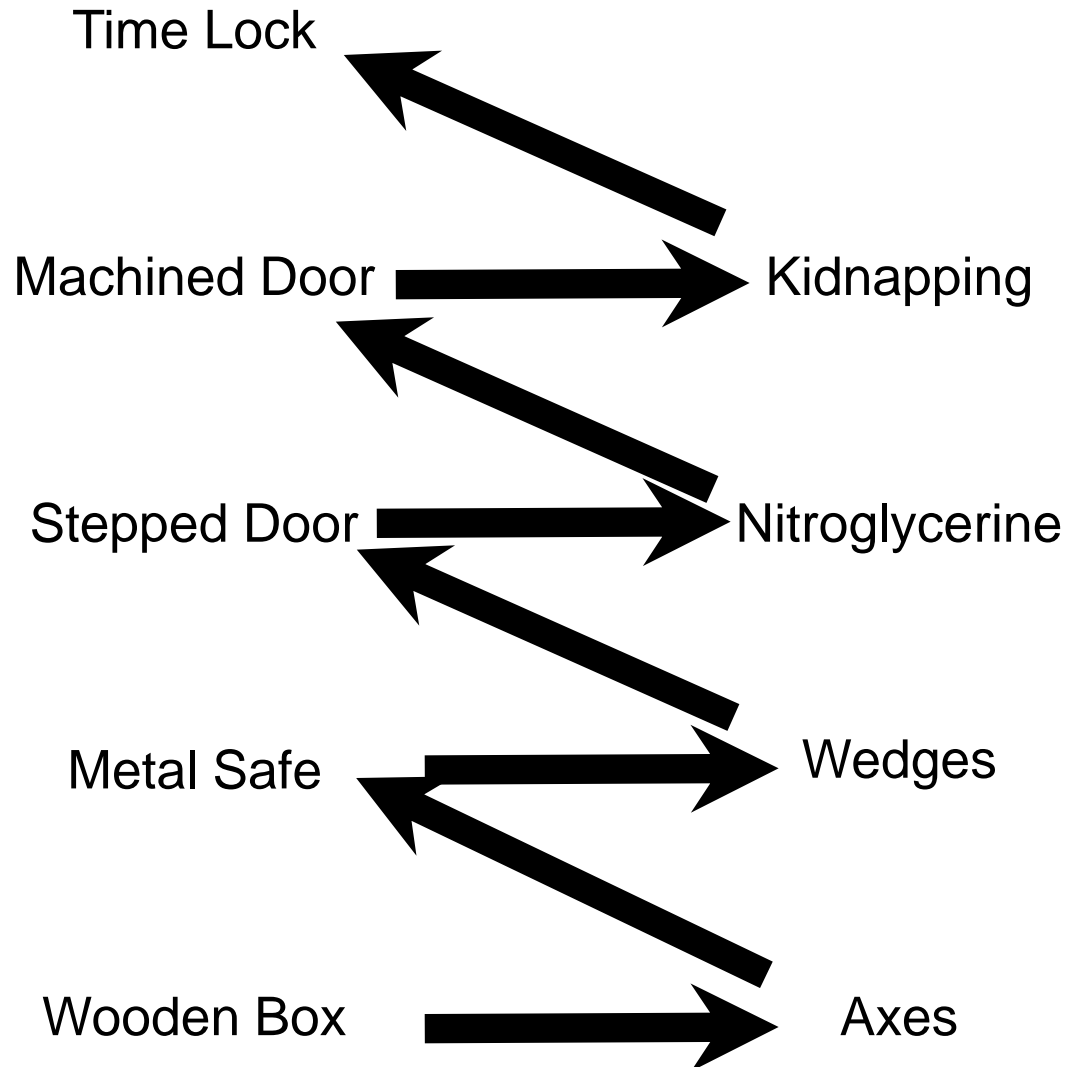 Time Lock
Machined Door
Kidnapping
Stepped Door
Nitroglycerine
Metal Safe
Wedges
Wooden Box
Axes